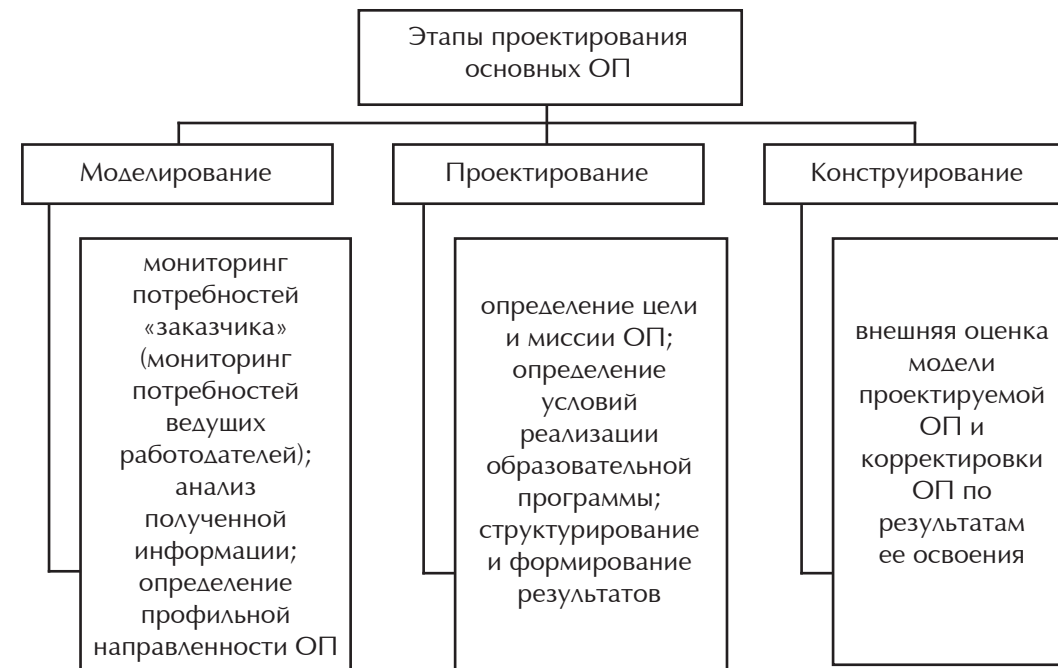 Этапы проектирования
основных ОП
Моделирование
Проектирование
Конструирование
мониторинг
потребностей
«заказчика»
(мониторинг
потребностей
ведущих
работодателей);
анализ
полученной
информации;
определение
профильной
направленности ОП
определение цели
и миссии ОП;
определение
условий
реализации
образовательной
программы;
структурирование
и формирование
результатов
внешняя оценка
модели
проектируемой
ОП и
корректировки
ОП по
результатам
ее освоения